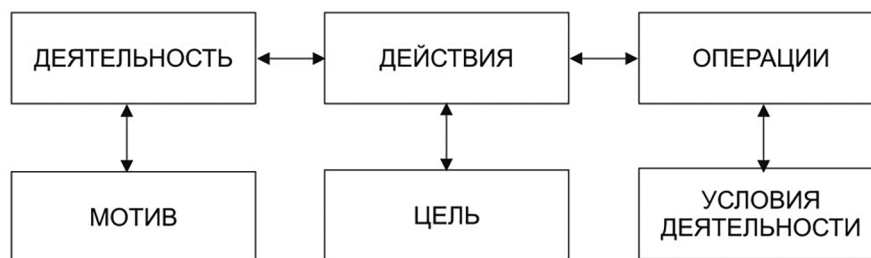 ДЕЯТЕЛЬНОСТЬ
ДЕЙСТВИЯ
ОПЕРАЦИИ
МОТИВ
ЦЕЛЬ
УСЛОВИЯ
ДЕЯТЕЛЬНОСТИ